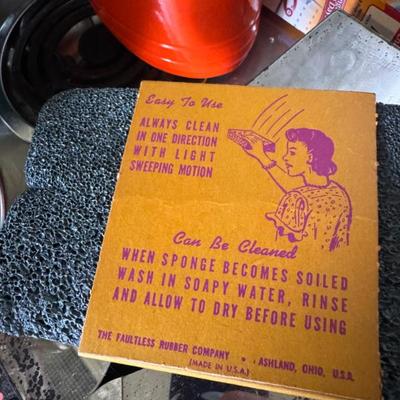 Easy To Use
ALWAYS CLEAN
IN ONE DIRECTION
WITH LIGHT
SWEEPING MOTION
Can Be Cleaned
WHEN SPONGE BECOMES SOILED
WASH IN SOAPY WATER, RINSE
AND ALLOW TO DRY BEFORE USING
THE FAULTLESS RUBBER COMPANY • ASHLAND, OHIO, U.S.A.
(MADE IN U.S.A.)